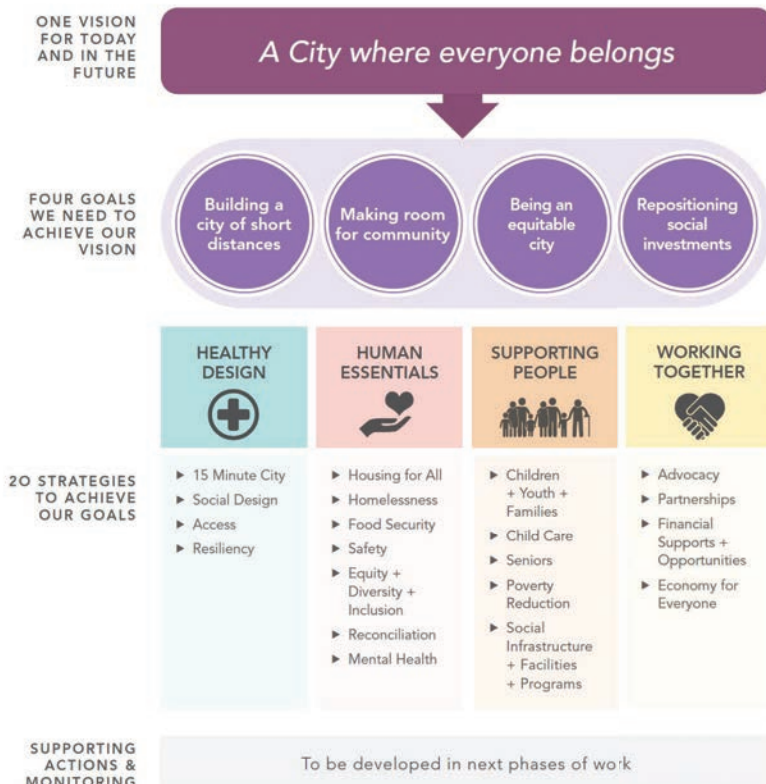 ONE VISION
FOR TODAY
AND IN THE
FUTURE
A City where everyone belongs
FOUR GOALS
WE NEED TO
ACHIEVE OUR
VISION
Building a
city of short
distances
Making room
for community
Being an
equitable
city
Repositioning
social
investments
20 STRATEGIES
TO ACHIEVE
OUR GOALS
HEALTHY
DESIGN
▶ 15 Minute City
▶ Social Design
▶ Access
▶ Resiliency
HUMAN
ESSENTIALS
▶ Housing for All
▶ Homelessness
▶ Food Security
▶ Safety
▶ Equity +
Diversity +
Inclusion
▶ Reconciliation
▶ Mental Health
SUPPORTING
PEOPLE
▶ Children
+ Youth +
Families
▶ Child Care
▶ Seniors
▶ Poverty
Reduction
▶ Social
Infrastructure
+ Facilities
+ Programs
WORKING
TOGETHER
▶ Advocacy
▶ Partnerships
▶ Financial
Supports +
Opportunities
▶ Economy for
Everyone
SUPPORTING
ACTIONS &
MONITORING
To be developed in next phases of work